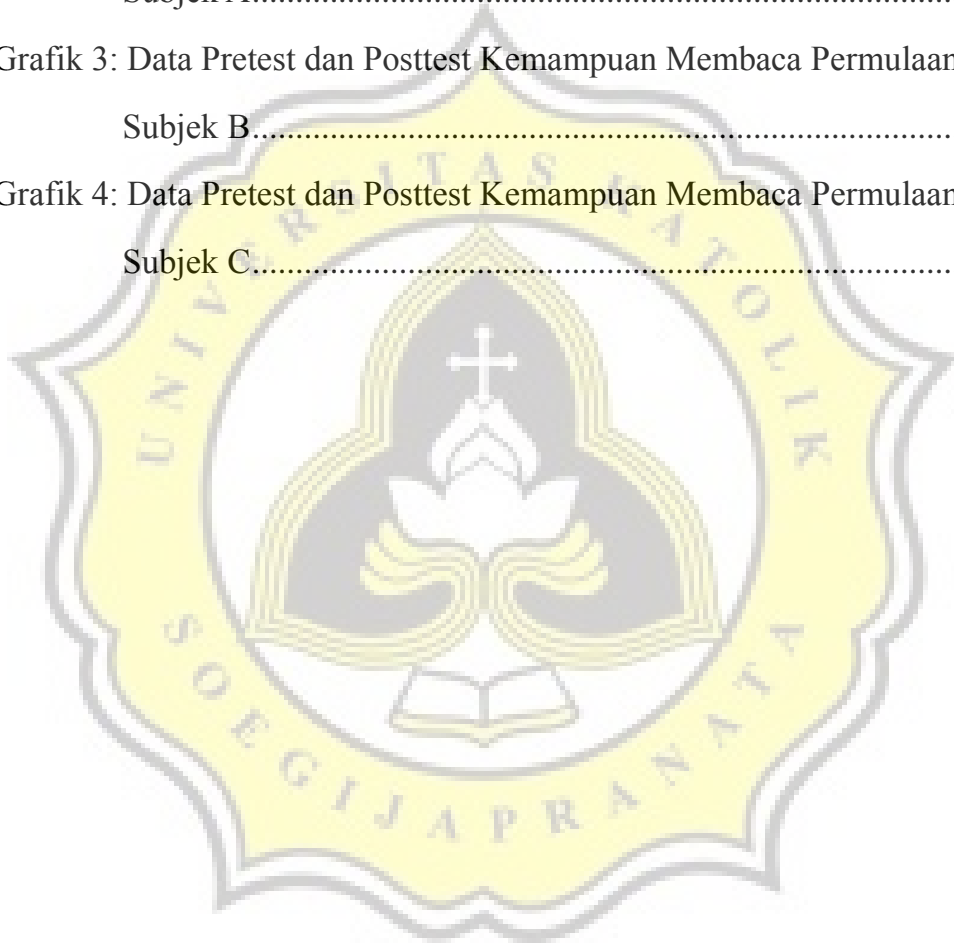 Subjek A..............................................................................
Grafik 3: Data Pretest dan Posttest Kemampuan Membaca Permulaan
Subjek B..............................................................................
Grafik 4: Data Pretest dan Posttest Kemampuan Membaca Permulaan
Subjek C..............................................................................
UNIVERSITAS KATOLIK
SOEGIJAPRANATA